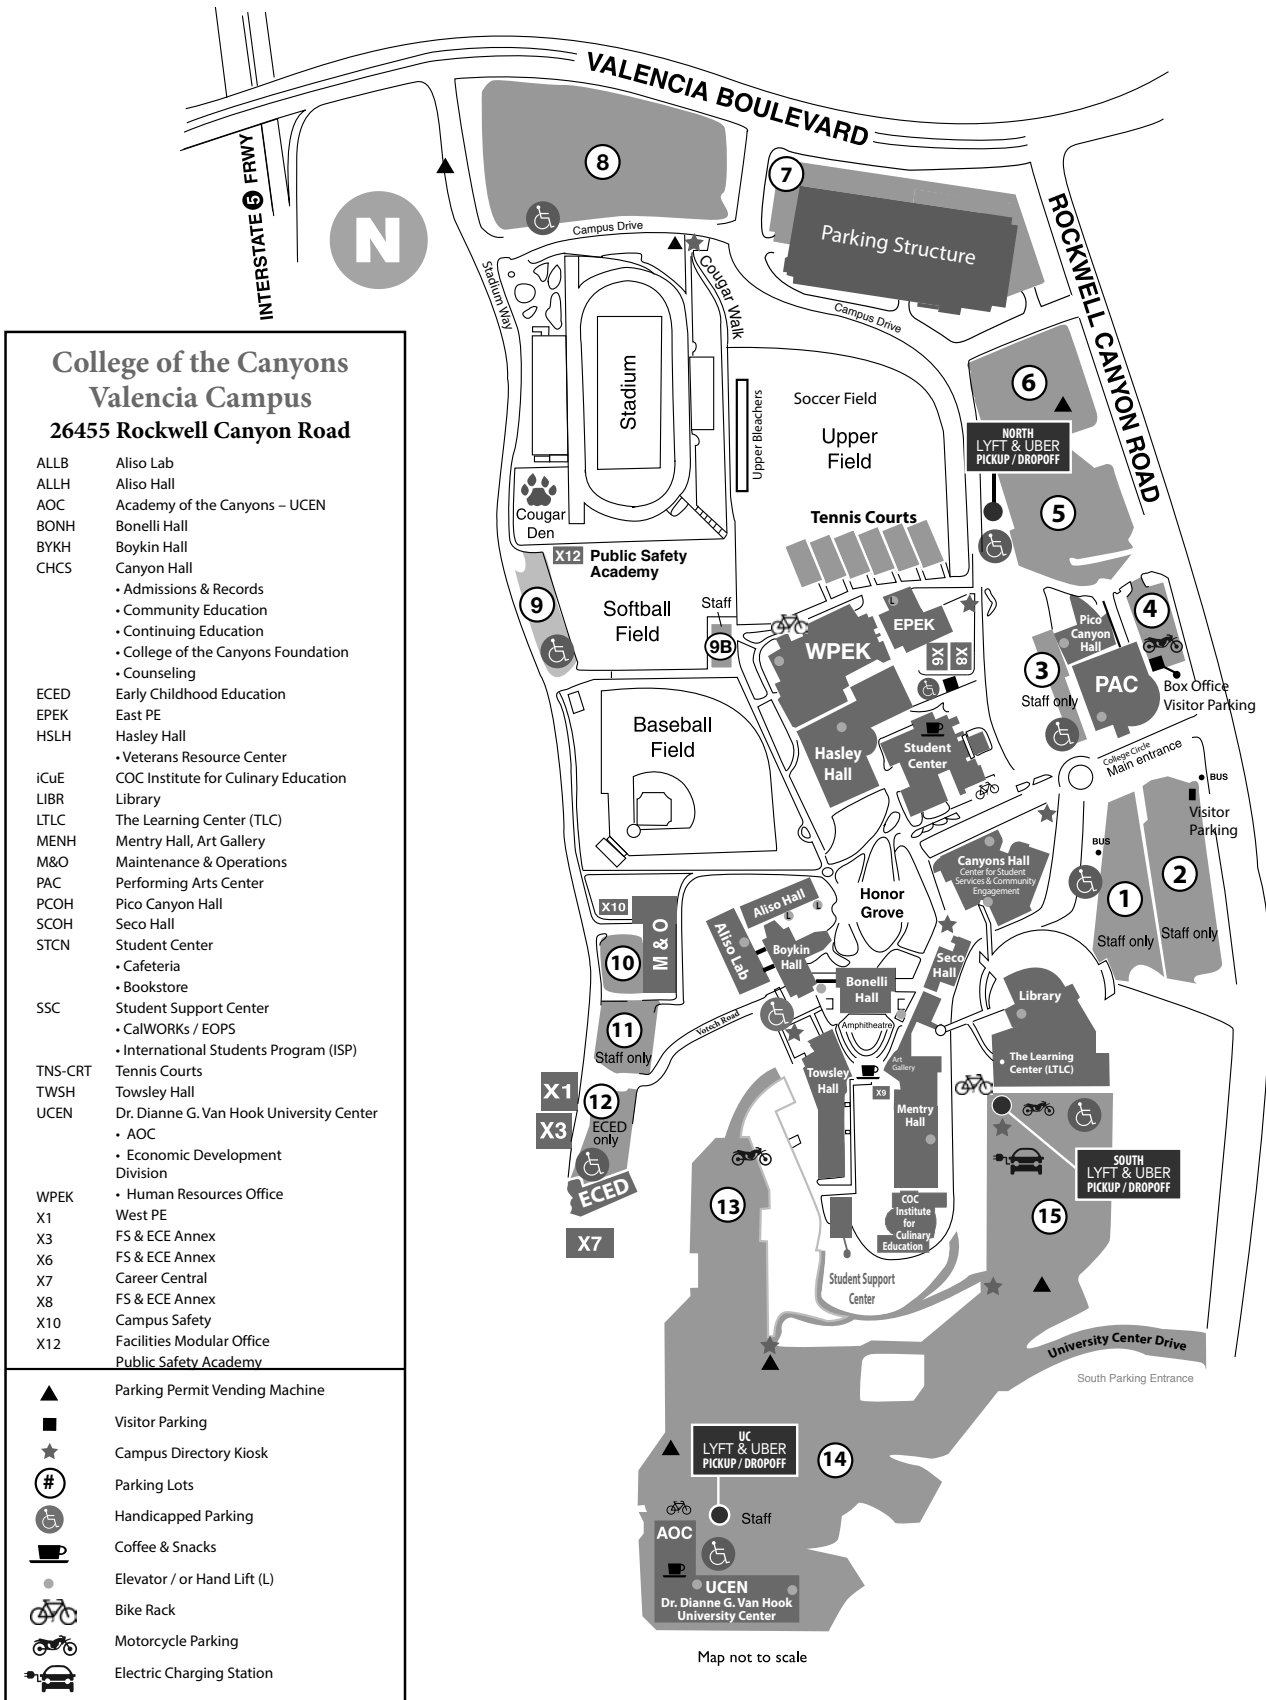 VALENCIA BOULEVARD
INTERSTATE 5 FRWY
N
8
7
Parking Structure
ROCKWELL CANYON ROAD
Campus Drive
Stadium Way
Cougar Walk
Campus Drive
Stadium
Upper Bleachers
Soccer Field
Upper
Field
6
NORTH
LYFT & UBER
PICKUP / DROPOFF
5
Tennis Courts
Cougar
Den
X12 Public Safety
Academy
9
Softball
Field
Staff
9B
WPEK
L
EPEK
X6
X8
Pico
Canyon
Hall
4
3
Staff only
PAC
Box Office
Visitor Parking
Baseball
Field
Hasley
Hall
Student
Center
College Circle
Main entrance
BUS
Visitor
Parking
BUS
Canyons Hall
Center for Student
Services & Community
Engagement
1
Staff only
2
Staff only
Honor
Grove
X10
M & O
10
Aliso Hall
L
L
Aliso Lab
Boykin
Hall
Bonelli
Hall
Seco
Hall
Library
The Learning
Center (LTLC)
11
Staff only
Votech Road
Amphitheatre
Art
Gallery
Towsley
Hall
X9
Mentry
Hall
X1
X3
12
ECED
only
ECED
X7
13
SOUTH
LYFT & UBER
PICKUP / DROPOFF
15
COC
Institute
for
Culinary
Education
Student Support
Center
University Center Drive
South Parking Entrance
UC
LYFT & UBER
PICKUP / DROPOFF
14
Staff
AOC
UCEN
Dr. Dianne G. Van Hook
University Center
Map not to scale
College of the Canyons
Valencia Campus
26455 Rockwell Canyon Road
ALLB Aliso Lab
ALLH Aliso Hall
AOC Academy of the Canyons – UCEN
BONH Bonelli Hall
BYKH Boykin Hall
CHCS Canyon Hall
• Admissions & Records
• Community Education
• Continuing Education
• College of the Canyons Foundation
• Counseling
ECED Early Childhood Education
EPEK East PE
HSLH Hasley Hall
• Veterans Resource Center
iCuE COC Institute for Culinary Education
LIBR Library
LTLC The Learning Center (TLC)
MENH Mentry Hall, Art Gallery
M&O Maintenance & Operations
PAC Performing Arts Center
PCOH Pico Canyon Hall
SCOH Seco Hall
STCN Student Center
• Cafeteria
• Bookstore
SSC Student Support Center
• CalWORKs / EOPS
• International Students Program (ISP)
TNS-CRT Tennis Courts
TWSH Towsley Hall
UCEN Dr. Dianne G. Van Hook University Center
• AOC
• Economic Development
Division
WPEK • Human Resources Office
X1 West PE
X3 FS & ECE Annex
X6 FS & ECE Annex
X7 Career Central
X8 FS & ECE Annex
X10 Campus Safety
X12 Facilities Modular Office
Public Safety Academy
Parking Permit Vending Machine
Visitor Parking
Campus Directory Kiosk
# Parking Lots
Handicapped Parking
Coffee & Snacks
Elevator / or Hand Lift (L)
Bike Rack
Motorcycle Parking
Electric Charging Station